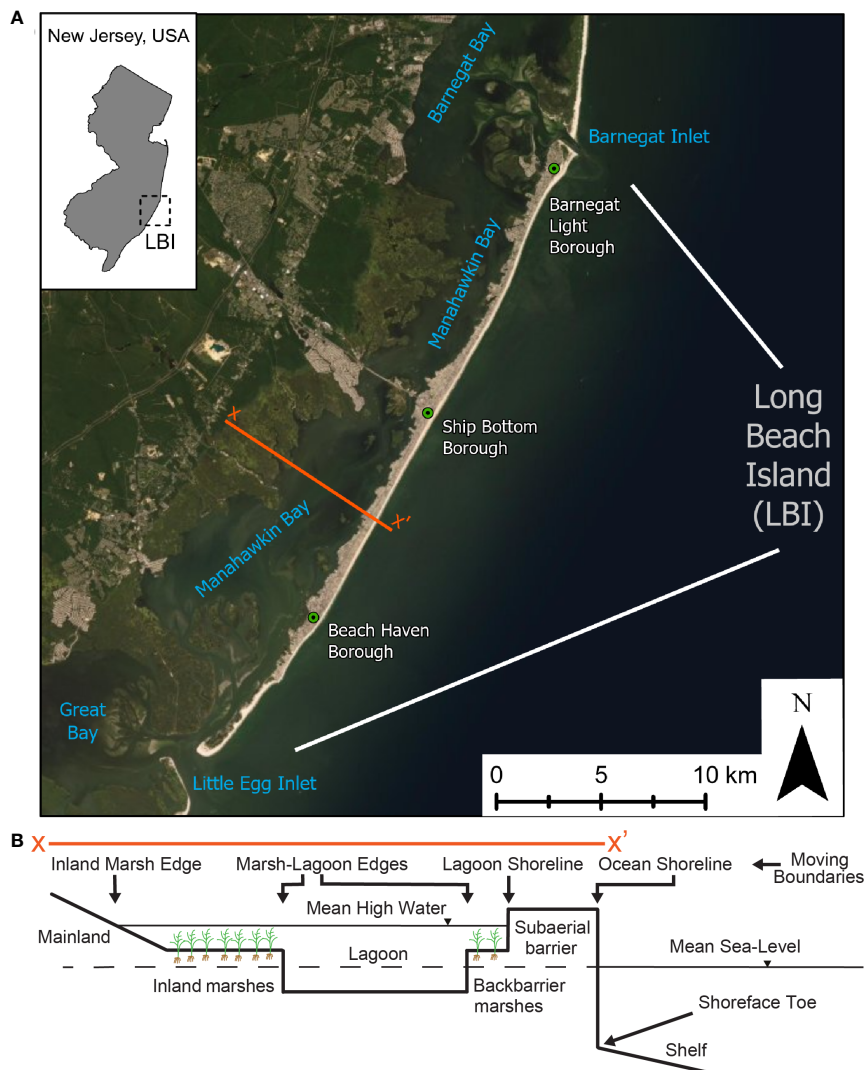 A
New Jersey, USA
LBI
Barnegat Bay
Barnegat Inlet
Barnegat
Light
Borough
Manahawkin Bay
Long
Beach
Island
(LBI)
X
Ship Bottom
Borough
X'
Manahawkin Bay
Beach Haven
Borough
Great
Bay
Little Egg Inlet
N
0 5 10 km
B
X X'
Inland Marsh Edge Marsh-Lagoon Edges Lagoon Shoreline Ocean Shoreline Moving
Boundaries
Mean High Water
Mainland
Subaerial
barrier
Lagoon
Mean Sea-Level
Inland marshes
Backbarrier
marshes
Shoreface Toe
Shelf